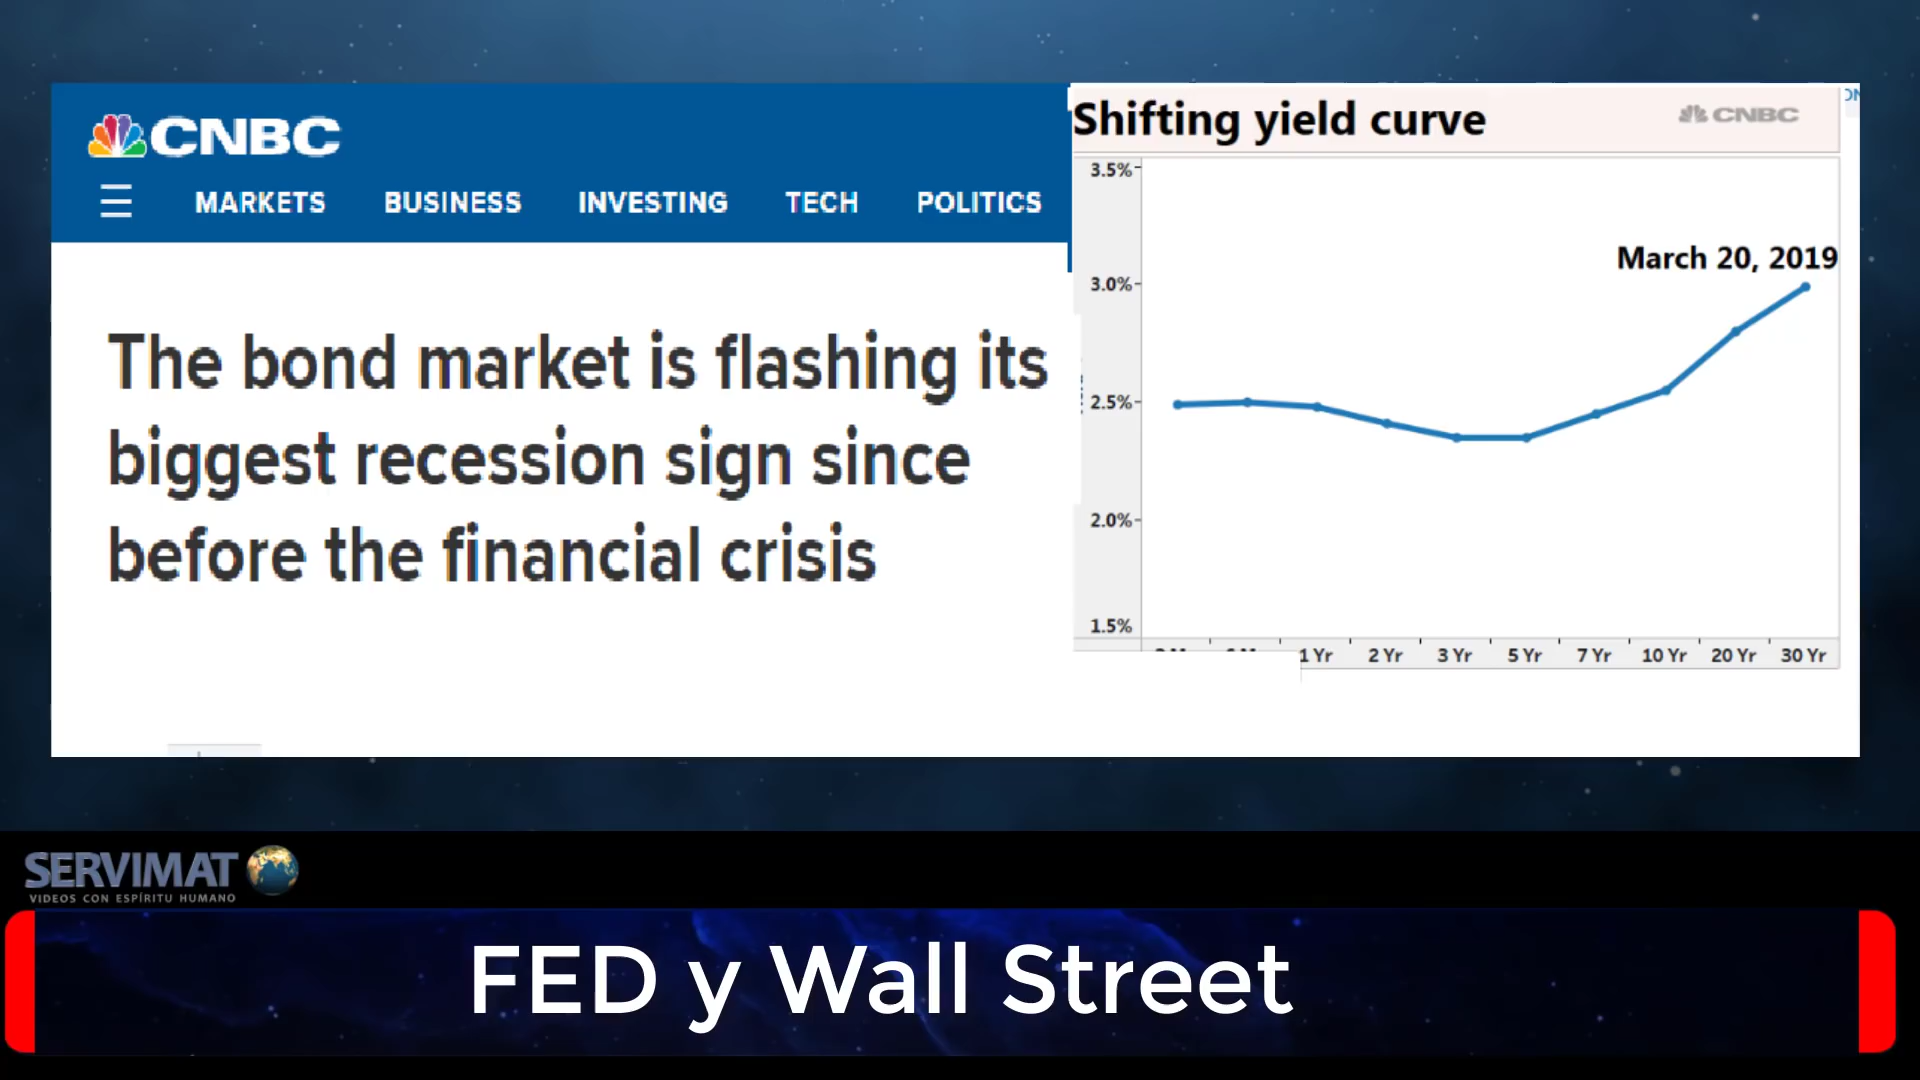 CNBC
MARKETS BUSINESS INVESTING TECH POLITICS
The bond market is flashing its
biggest recession sign since
before the financial crisis
Shifting yield curve
CNBC
3.5%
March 20, 2019
3.0%
2.5%
2.0%
1.5%
1 Yr 2 Yr 3 Yr 5 Yr 7 Yr 10 Yr 20 Yr 30 Yr
SERVIMAT
VIDEOS CON ESPÍRITU HUMANO
FED y Wall Street